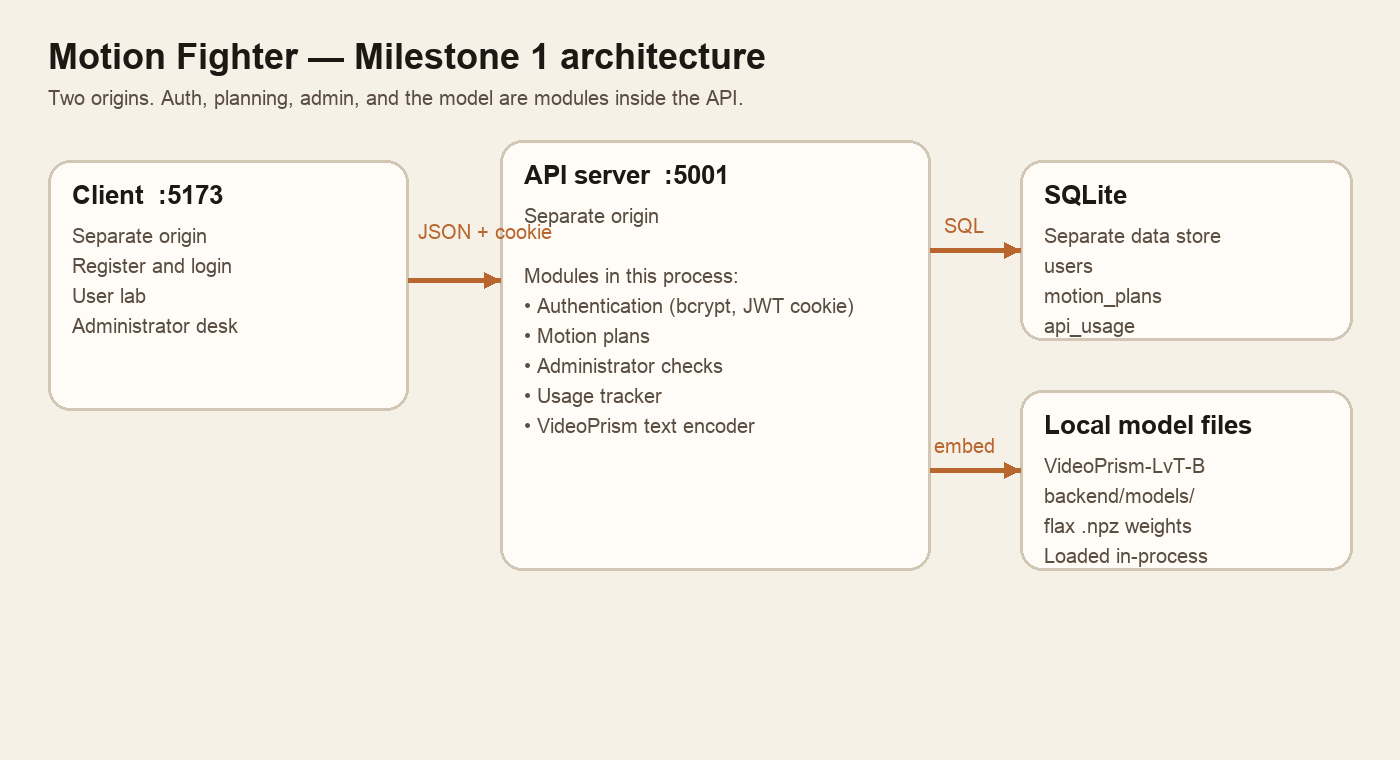 Motion Fighter — Milestone 1 architecture
Two origins. Auth, planning, admin, and the model are modules inside the API.
Client :5173
Separate origin
Register and login
User lab
Administrator desk
JSON + cookie
API server :5001
Separate origin
Modules in this process:
• Authentication (bcrypt, JWT cookie)
• Motion plans
• Administrator checks
• Usage tracker
• VideoPrism text encoder
SQL
SQLite
Separate data store
users
motion_plans
api_usage
embed
Local model files
VideoPrism-LvT-B
backend/models/
flax .npz weights
Loaded in-process